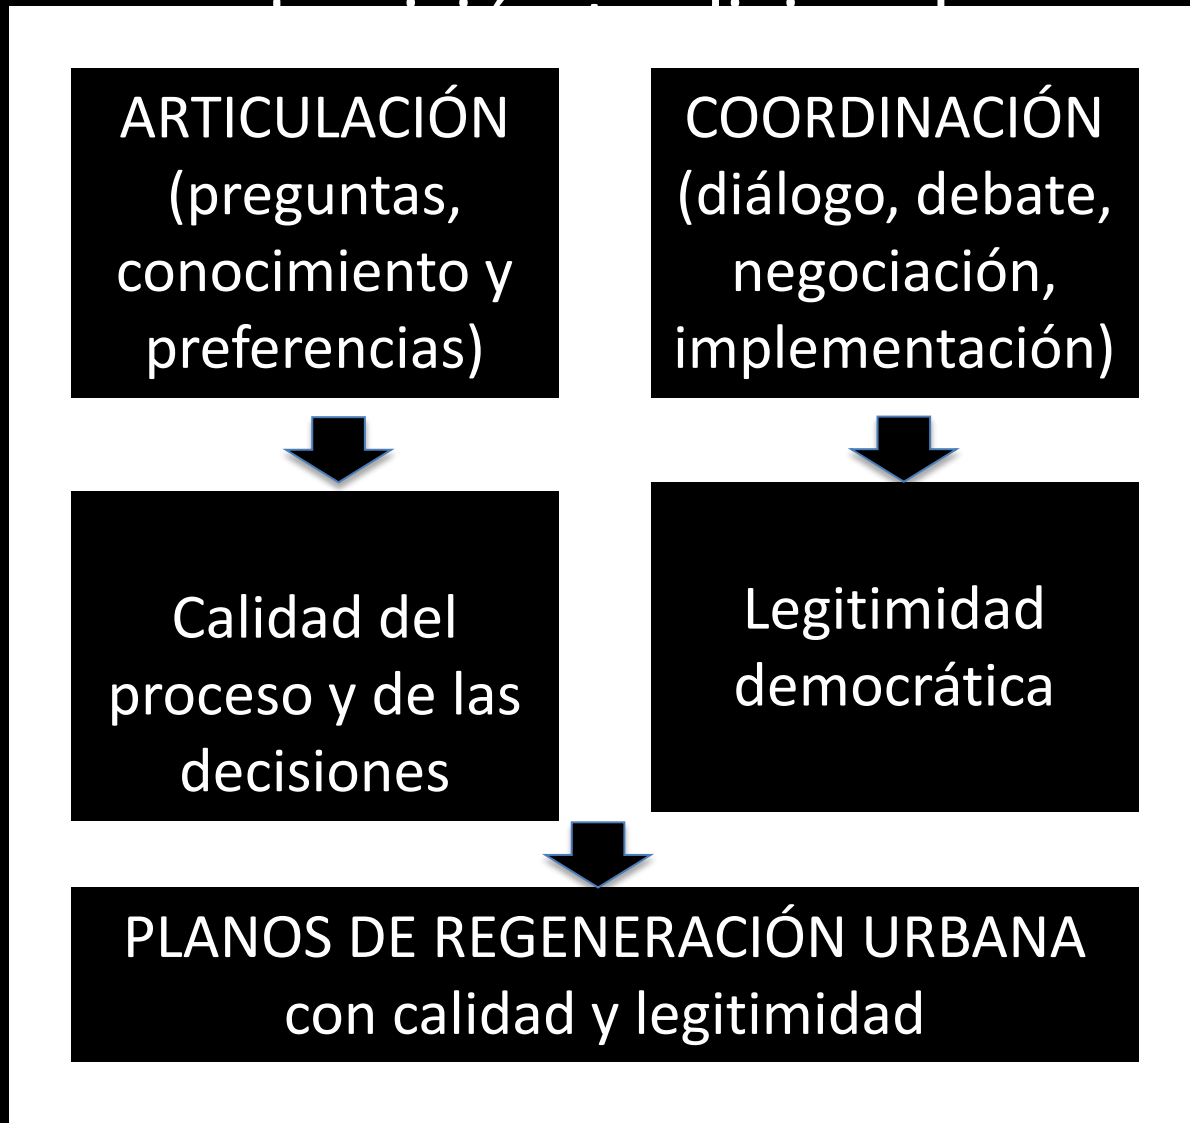 ARTICULACIÓN
(preguntas,
conocimiento y
preferencias)
COORDINACIÓN
(diálogo, debate,
negociación,
implementación)
Calidad del
proceso y de las
decisiones
Legitimidad
democrática
PLANOS DE REGENERACIÓN URBANA
con calidad y legitimidad